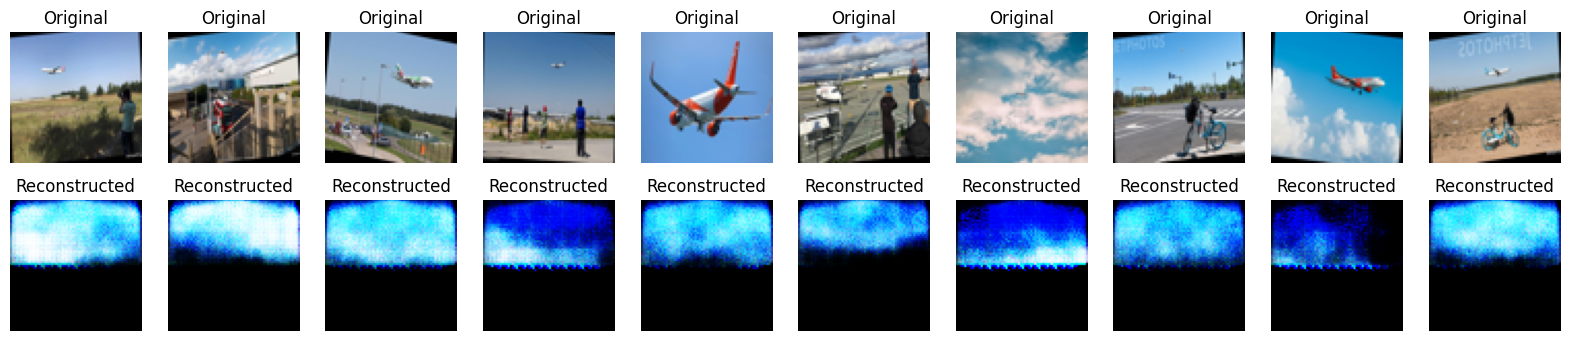 Original Original Original Original Original Original Original Original Original Original
JETPHOTOS
Reconstructed Reconstructed Reconstructed Reconstructed Reconstructed Reconstructed Reconstructed Reconstructed Reconstructed Reconstructed